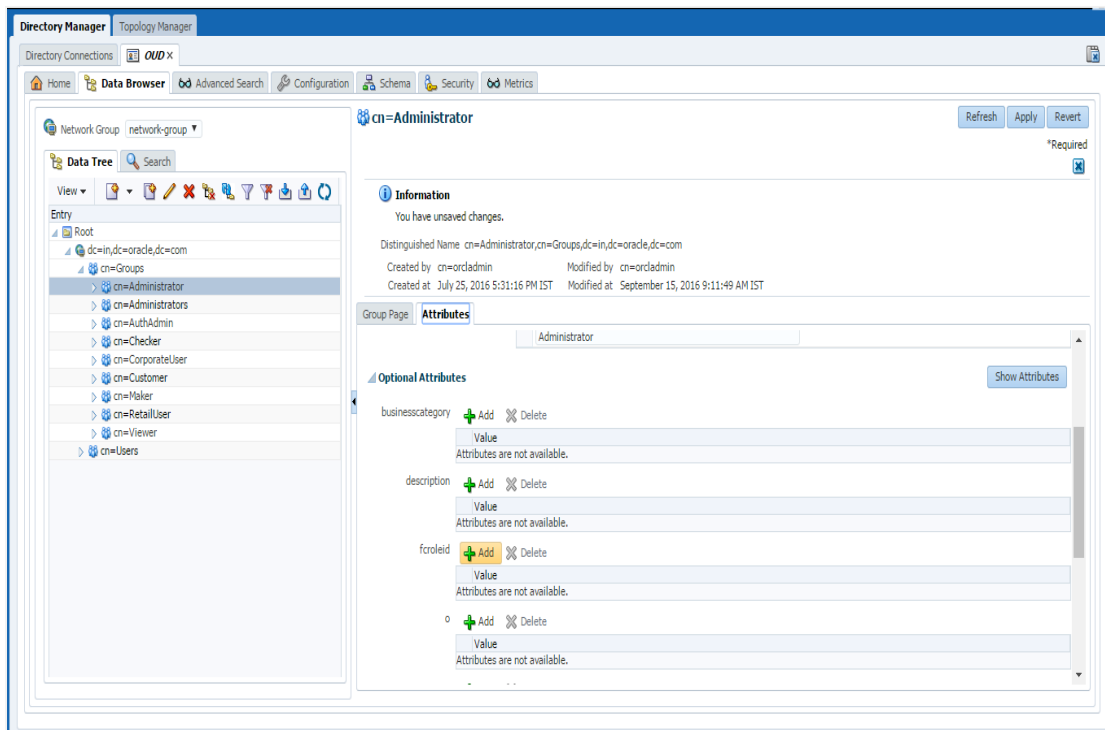 Directory Manager Topology Manager
Directory Connections OUD ×
Home Data Browser Advanced Search Configuration Schema Security Metrics
Network Group network-group
Data Tree Search
View
Entry
Root
dc=in,dc=oracle,dc=com
cn=Groups
cn=Administrator
cn=Administrators
cn=AuthAdmin
cn=Checker
cn=CorporateUser
cn=Customer
cn=Maker
cn=RetailUser
cn=Viewer
cn=Users
cn=Administrator
Refresh Apply Revert
*Required
Information
You have unsaved changes.
Distinguished Name cn=Administrator,cn=Groups,dc=in,dc=oracle,dc=com
Created by cn=orcladmin Modified by cn=orcladmin
Created at July 25, 2016 5:31:16 PM IST Modified at September 15, 2016 9:11:49 AM IST
Group Page Attributes
Administrator
Optional Attributes Show Attributes
businesscategory Add Delete
Value
Attributes are not available.
description Add Delete
Value
Attributes are not available.
fcroleid Add Delete
Value
Attributes are not available.
o Add Delete
Value
Attributes are not available.